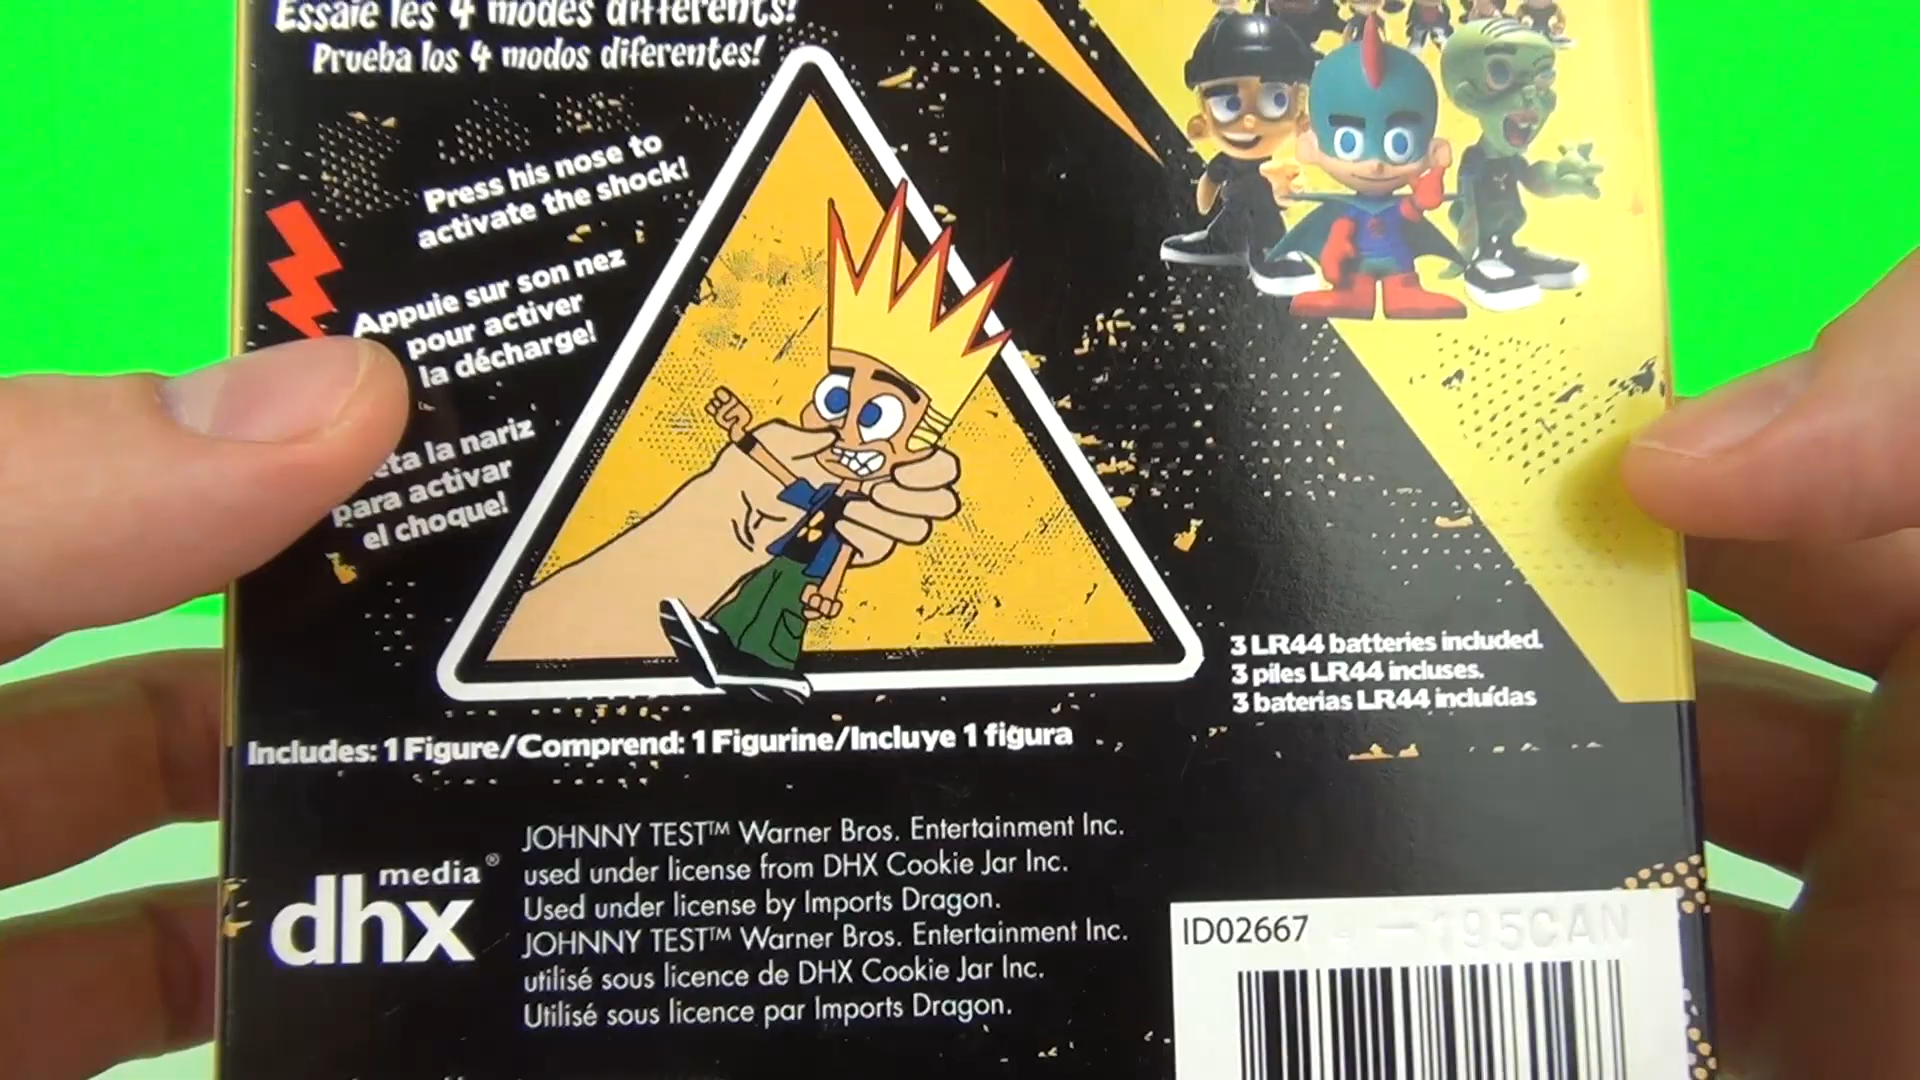 Essaie les 4 modes différents!
Prueba los 4 modos diferentes!
Press his nose to
activate the shock!
Appuie sur son nez
pour activer
la décharge!
la nariz
para activar
el choque!
3 LR44 batteries included.
3 piles LR44 incluses.
3 baterias LR44 incluídas
Includes: 1 Figure/Comprend: 1 Figurine/Incluye 1 figura
media®
dhx
JOHNNY TEST™ Warner Bros. Entertainment Inc.
used under license from DHX Cookie Jar Inc.
Used under license by Imports Dragon.
JOHNNY TEST™ Warner Bros. Entertainment Inc.
utilisé sous licence de DHX Cookie Jar Inc.
Utilisé sous licence par Imports Dragon.
ID02667
195CAN